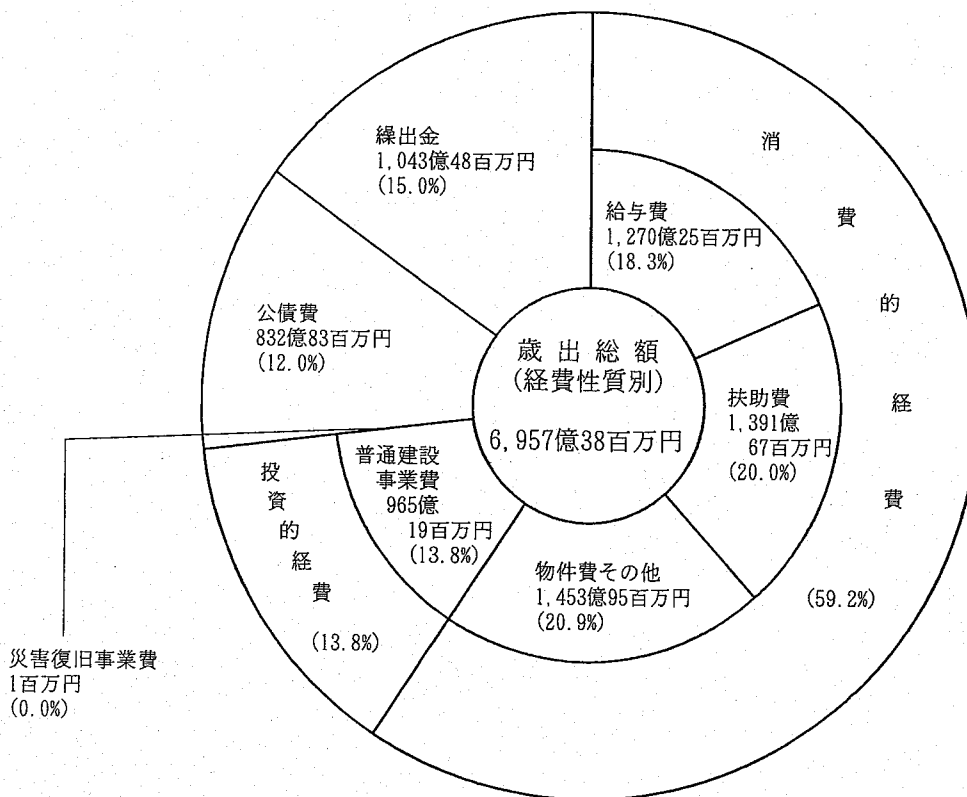 歳出総額
(経費性質別)
6,957億38百万円
消費的経費
(59.2%)
給与費
1,270億25百万円
(18.3%)
扶助費
1,391億
67百万円
(20.0%)
物件費その他
1,453億95百万円
(20.9%)
投資的経費
(13.8%)
普通建設
事業費
965億
19百万円
(13.8%)
災害復旧事業費
1百万円
(0.0%)
公債費
832億83百万円
(12.0%)
繰出金
1,043億48百万円
(15.0%)